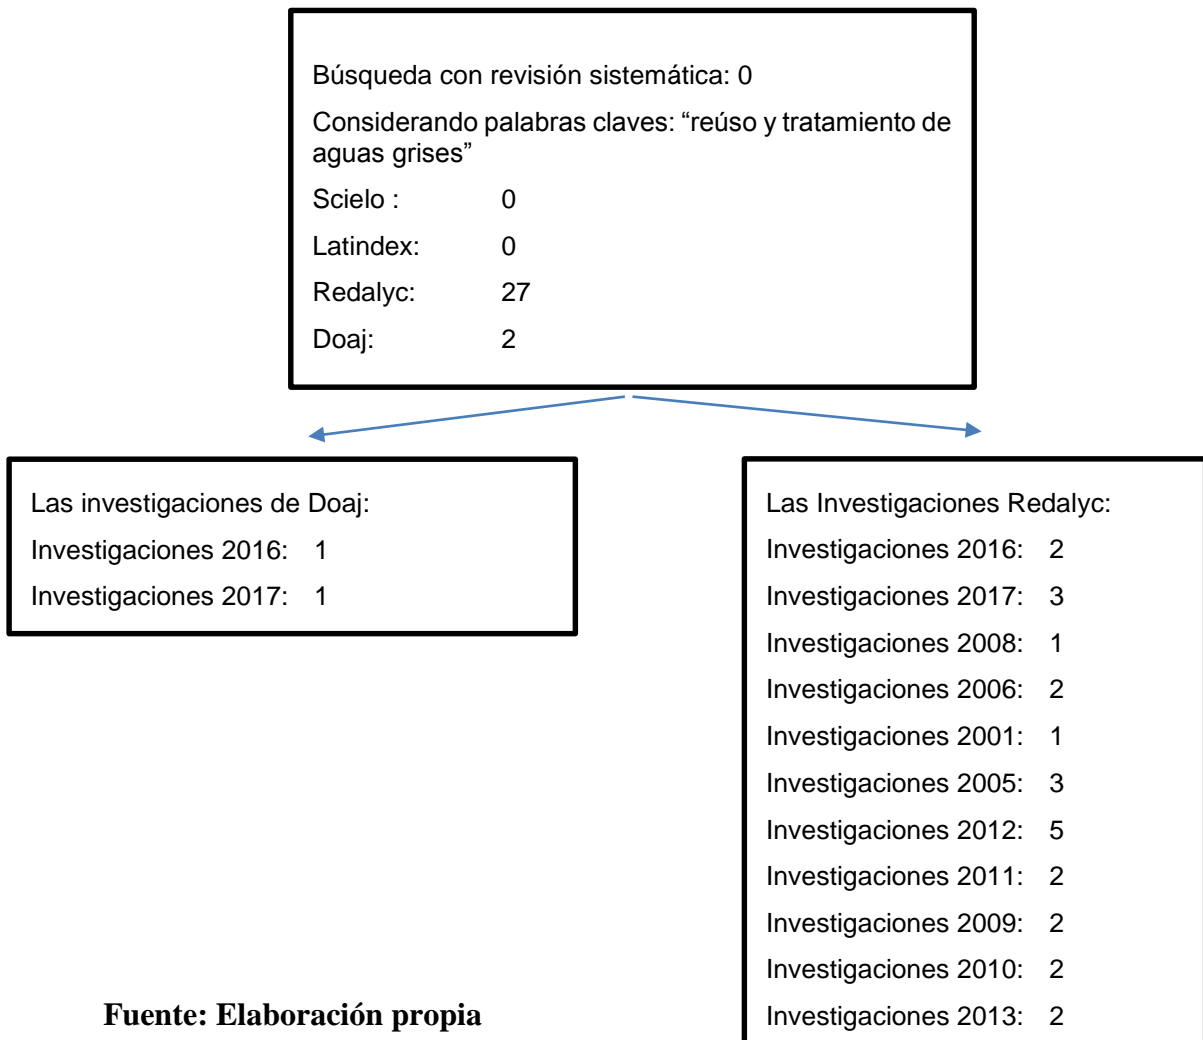 Búsqueda con revisión sistemática: 0
Considerando palabras claves: “reúso y tratamiento de
aguas grises”
Scielo : 0
Latindex: 0
Redalyc: 27
Doaj: 2
Las investigaciones de Doaj:
Investigaciones 2016: 1
Investigaciones 2017: 1
Las Investigaciones Redalyc:
Investigaciones 2016: 2
Investigaciones 2017: 3
Investigaciones 2008: 1
Investigaciones 2006: 2
Investigaciones 2001: 1
Investigaciones 2005: 3
Investigaciones 2012: 5
Investigaciones 2011: 2
Investigaciones 2009: 2
Investigaciones 2010: 2
Investigaciones 2013: 2
Fuente: Elaboración propia